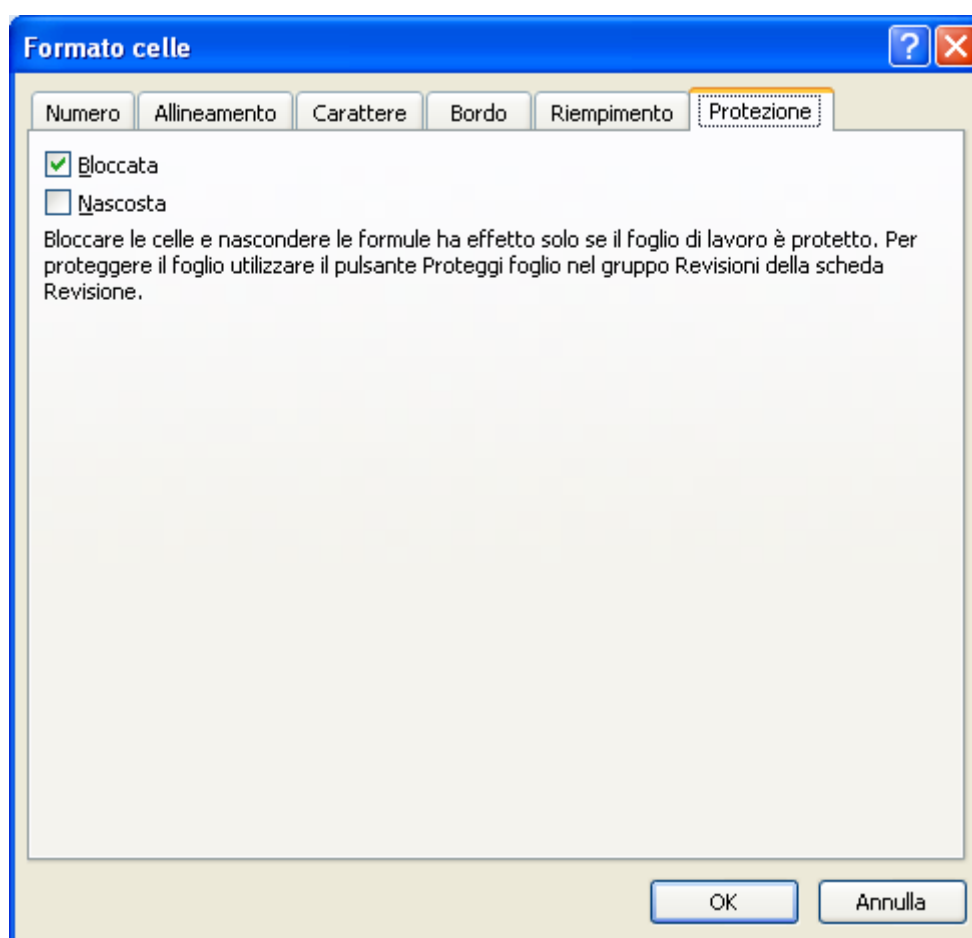 Formato celle
Numero Allineamento Carattere Bordo Riempimento Protezione
Bloccata
Nascosta
Bloccare le celle e nascondere le formule ha effetto solo se il foglio di lavoro è protetto. Per
proteggere il foglio utilizzare il pulsante Proteggi foglio nel gruppo Revisioni della scheda
Revisione.
OK Annulla